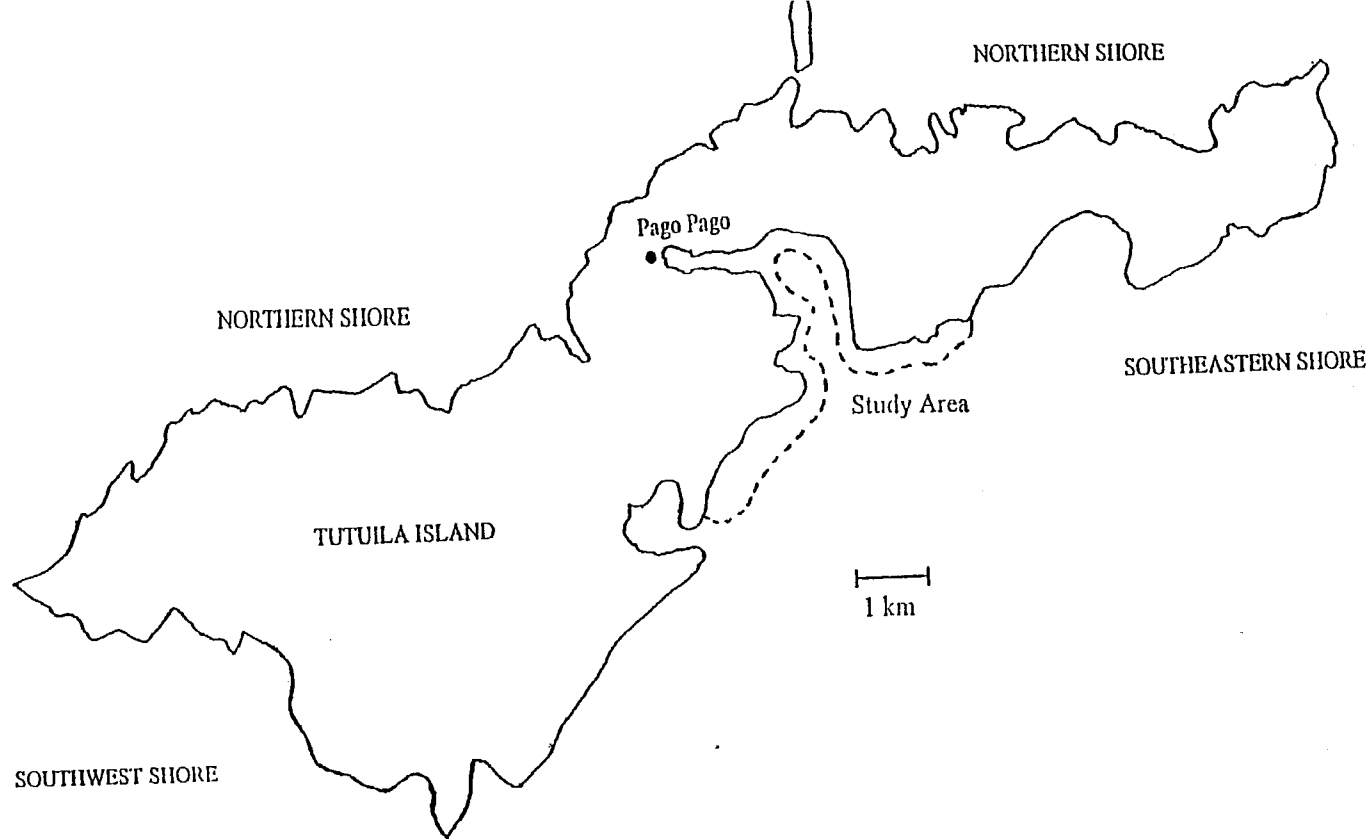 NORTHERN SHORE
Pago Pago
NORTHERN SHORE
SOUTHEASTERN SHORE
Study Area
TUTUILA ISLAND
1 km
SOUTHWEST SHORE